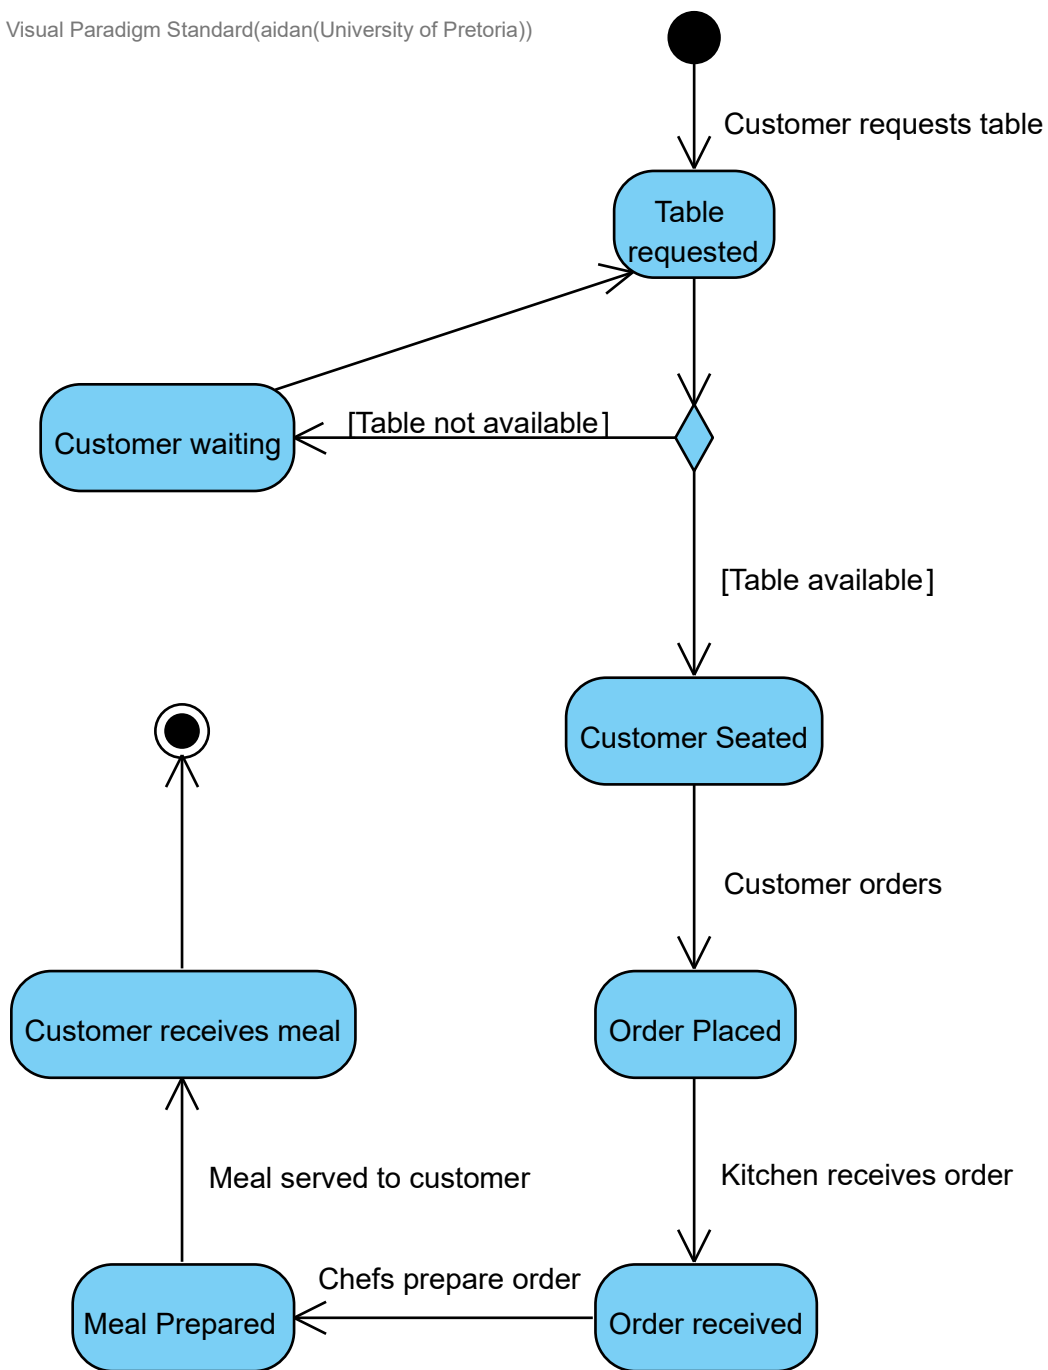 Visual Paradigm Standard(aidan(University of Pretoria))
Customer requests table
Table
requested
[Table not available]
Customer waiting
[Table available]
Customer Seated
Customer orders
Customer receives meal
Order Placed
Meal served to customer
Kitchen receives order
Chefs prepare order
Meal Prepared
Order received